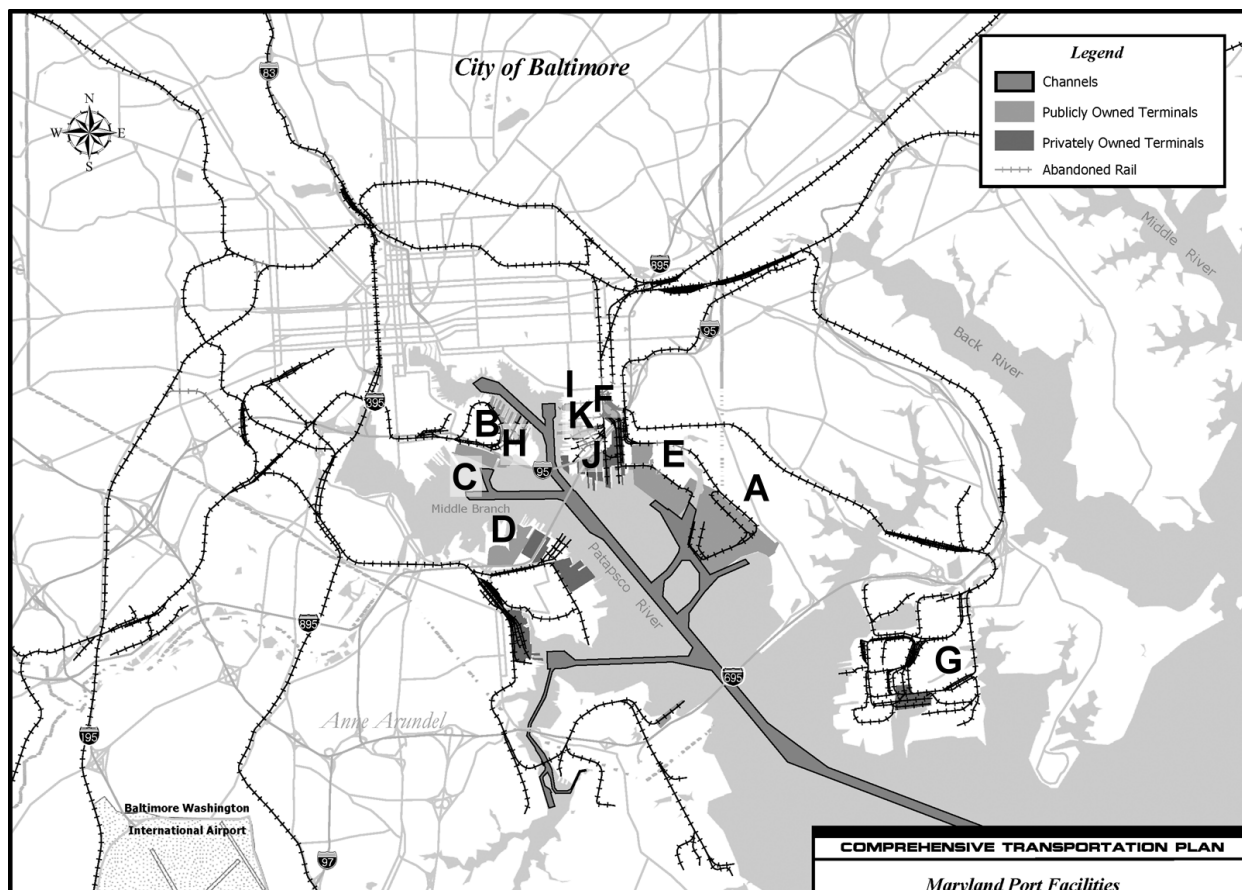 City of Baltimore
Legend
Channels
Publicly Owned Terminals
Privately Owned Terminals
Abandoned Rail
N
W E
S
83
895
95
395
Middle River
Back River
I
F
K
B
H
J
E
C
95
A
Middle Branch
D
Patapsco River
895
G
695
Anne Arundel
195
Baltimore Washington
International Airport
97
COMPREHENSIVE TRANSPORTATION PLAN
Maryland Port Facilities